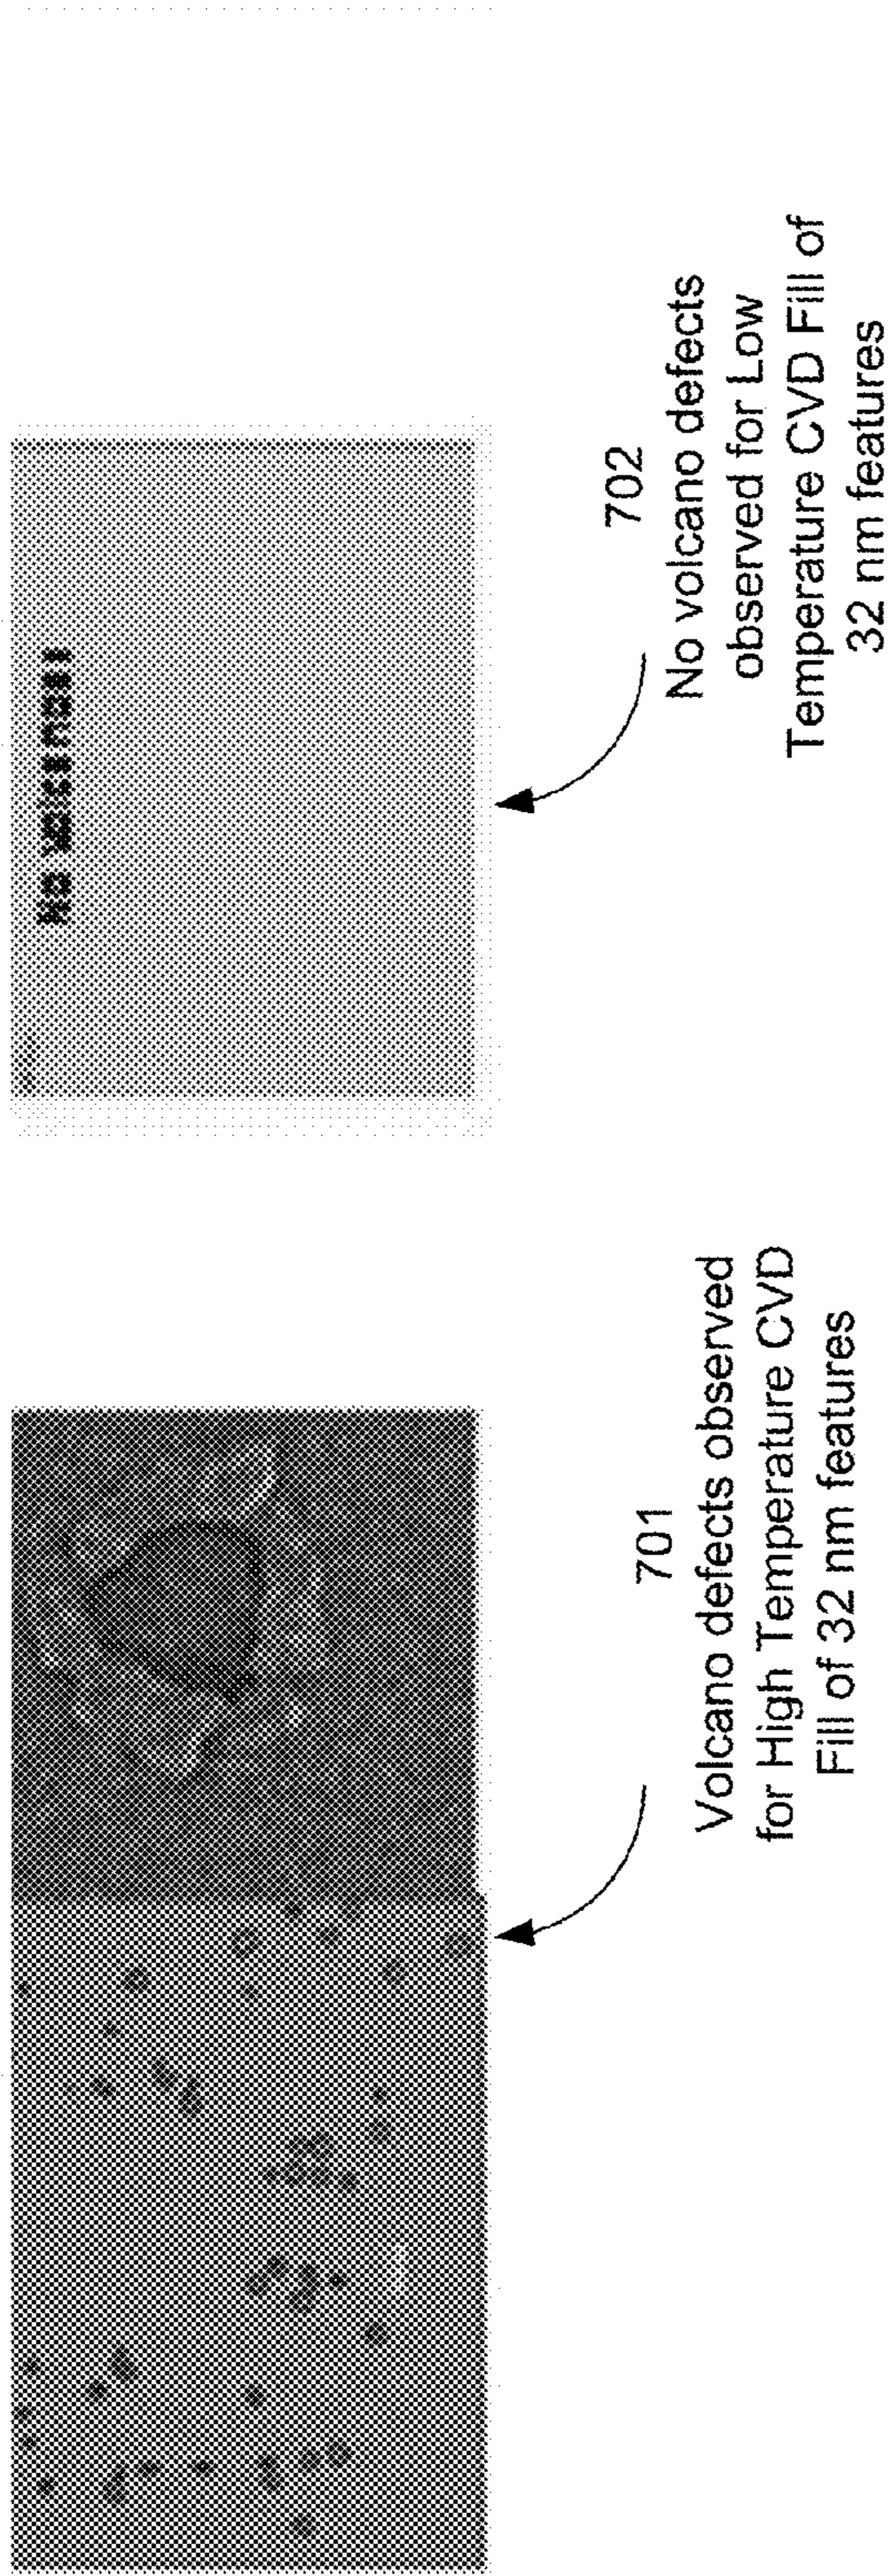 701
Volcano defects observed
for High Temperature CVD
Fill of 32 nm features
702
No volcano defects
observed for Low
Temperature CVD Fill of
32 nm features